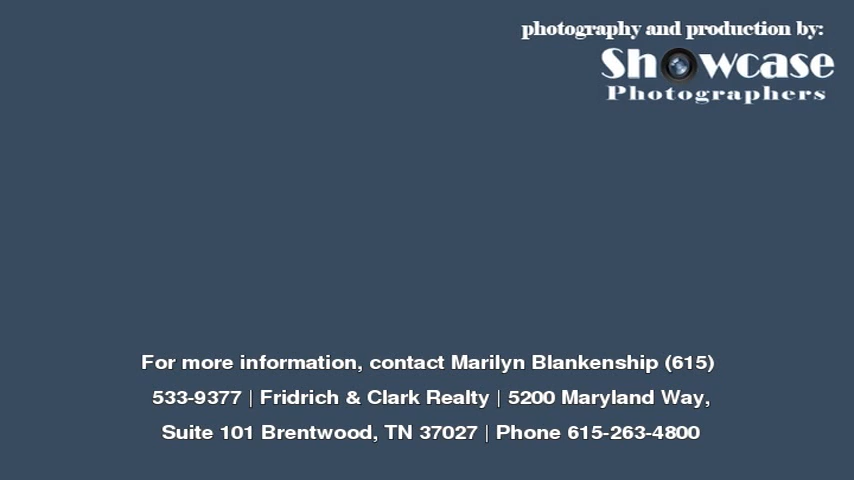 photography and production by:
Showcase
Photographers
For more information, contact Marilyn Blankenship (615)
533-9377 | Fridrich & Clark Realty | 5200 Maryland Way,
Suite 101 Brentwood, TN 37027 | Phone 615-263-4800